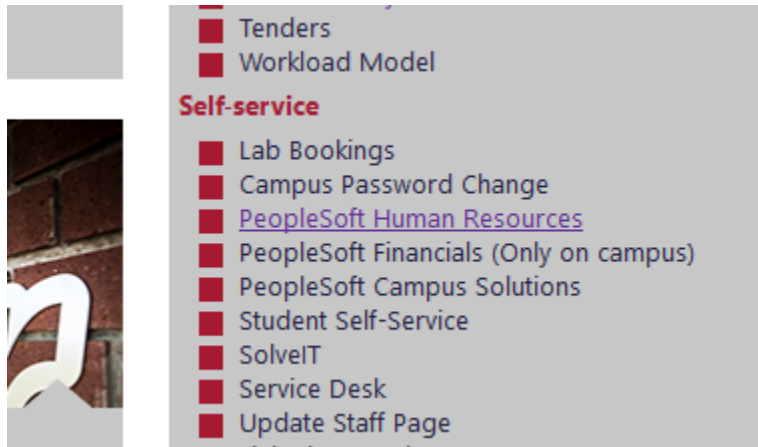 Tenders
Workload Model
Self-service
Lab Bookings
Campus Password Change
PeopleSoft Human Resources
PeopleSoft Financials (Only on campus)
PeopleSoft Campus Solutions
Student Self-Service
SolveIT
Service Desk
Update Staff Page